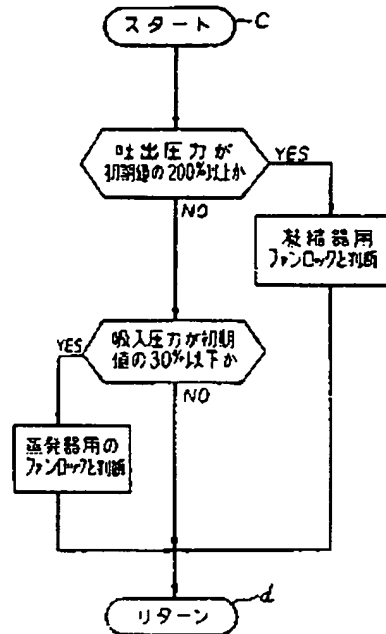 スタート
C
吐出圧力が
初期値の200%以上か
YES
NO
凝縮器用
ファンロックと判断
吸入圧力が初期
値の30%以下か
YES
NO
蒸発器用の
ファンロックと判断
リターン
d